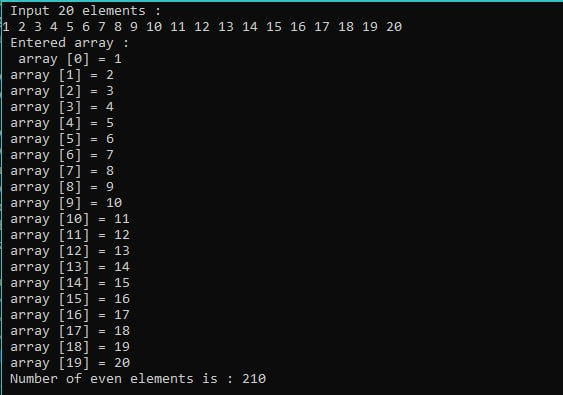 Input 20 elements :
1 2 3 4 5 6 7 8 9 10 11 12 13 14 15 16 17 18 19 20
Entered array :
array [0] = 1
array [1] = 2
array [2] = 3
array [3] = 4
array [4] = 5
array [5] = 6
array [6] = 7
array [7] = 8
array [8] = 9
array [9] = 10
array [10] = 11
array [11] = 12
array [12] = 13
array [13] = 14
array [14] = 15
array [15] = 16
array [16] = 17
array [17] = 18
array [18] = 19
array [19] = 20
Number of even elements is : 210